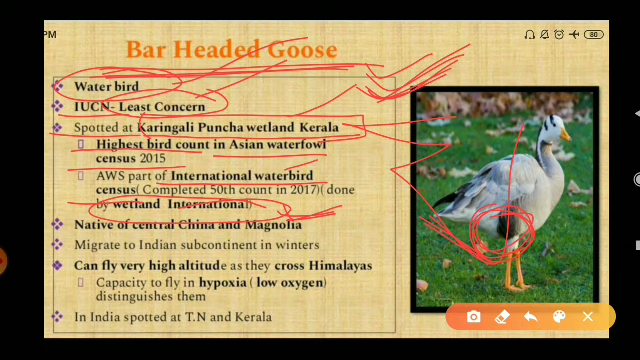 PM
80
Bar Headed Goose
Water bird
IUCN- Least Concern
Spotted at Karingali Puncha wetland Kerala
Highest bird count in Asian waterfowl
census 2015
AWS part of International waterbird
census( Completed 50th count in 2017)( done
by wetland International)
Native of central China and Magnolia
Migrate to Indian subcontinent in winters
Can fly very high altitude as they cross Himalayas
Capacity to fly in hypoxia ( low oxygen)
distinguishes them
In India spotted at T.N and Kerala